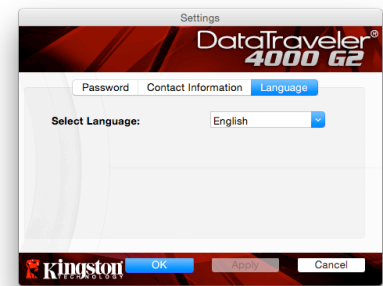 Settings
DataTraveler®
4000 G2
Password Contact Information Language
Select Language: English
Kingston OK Apply Cancel
TECHNOLOGY